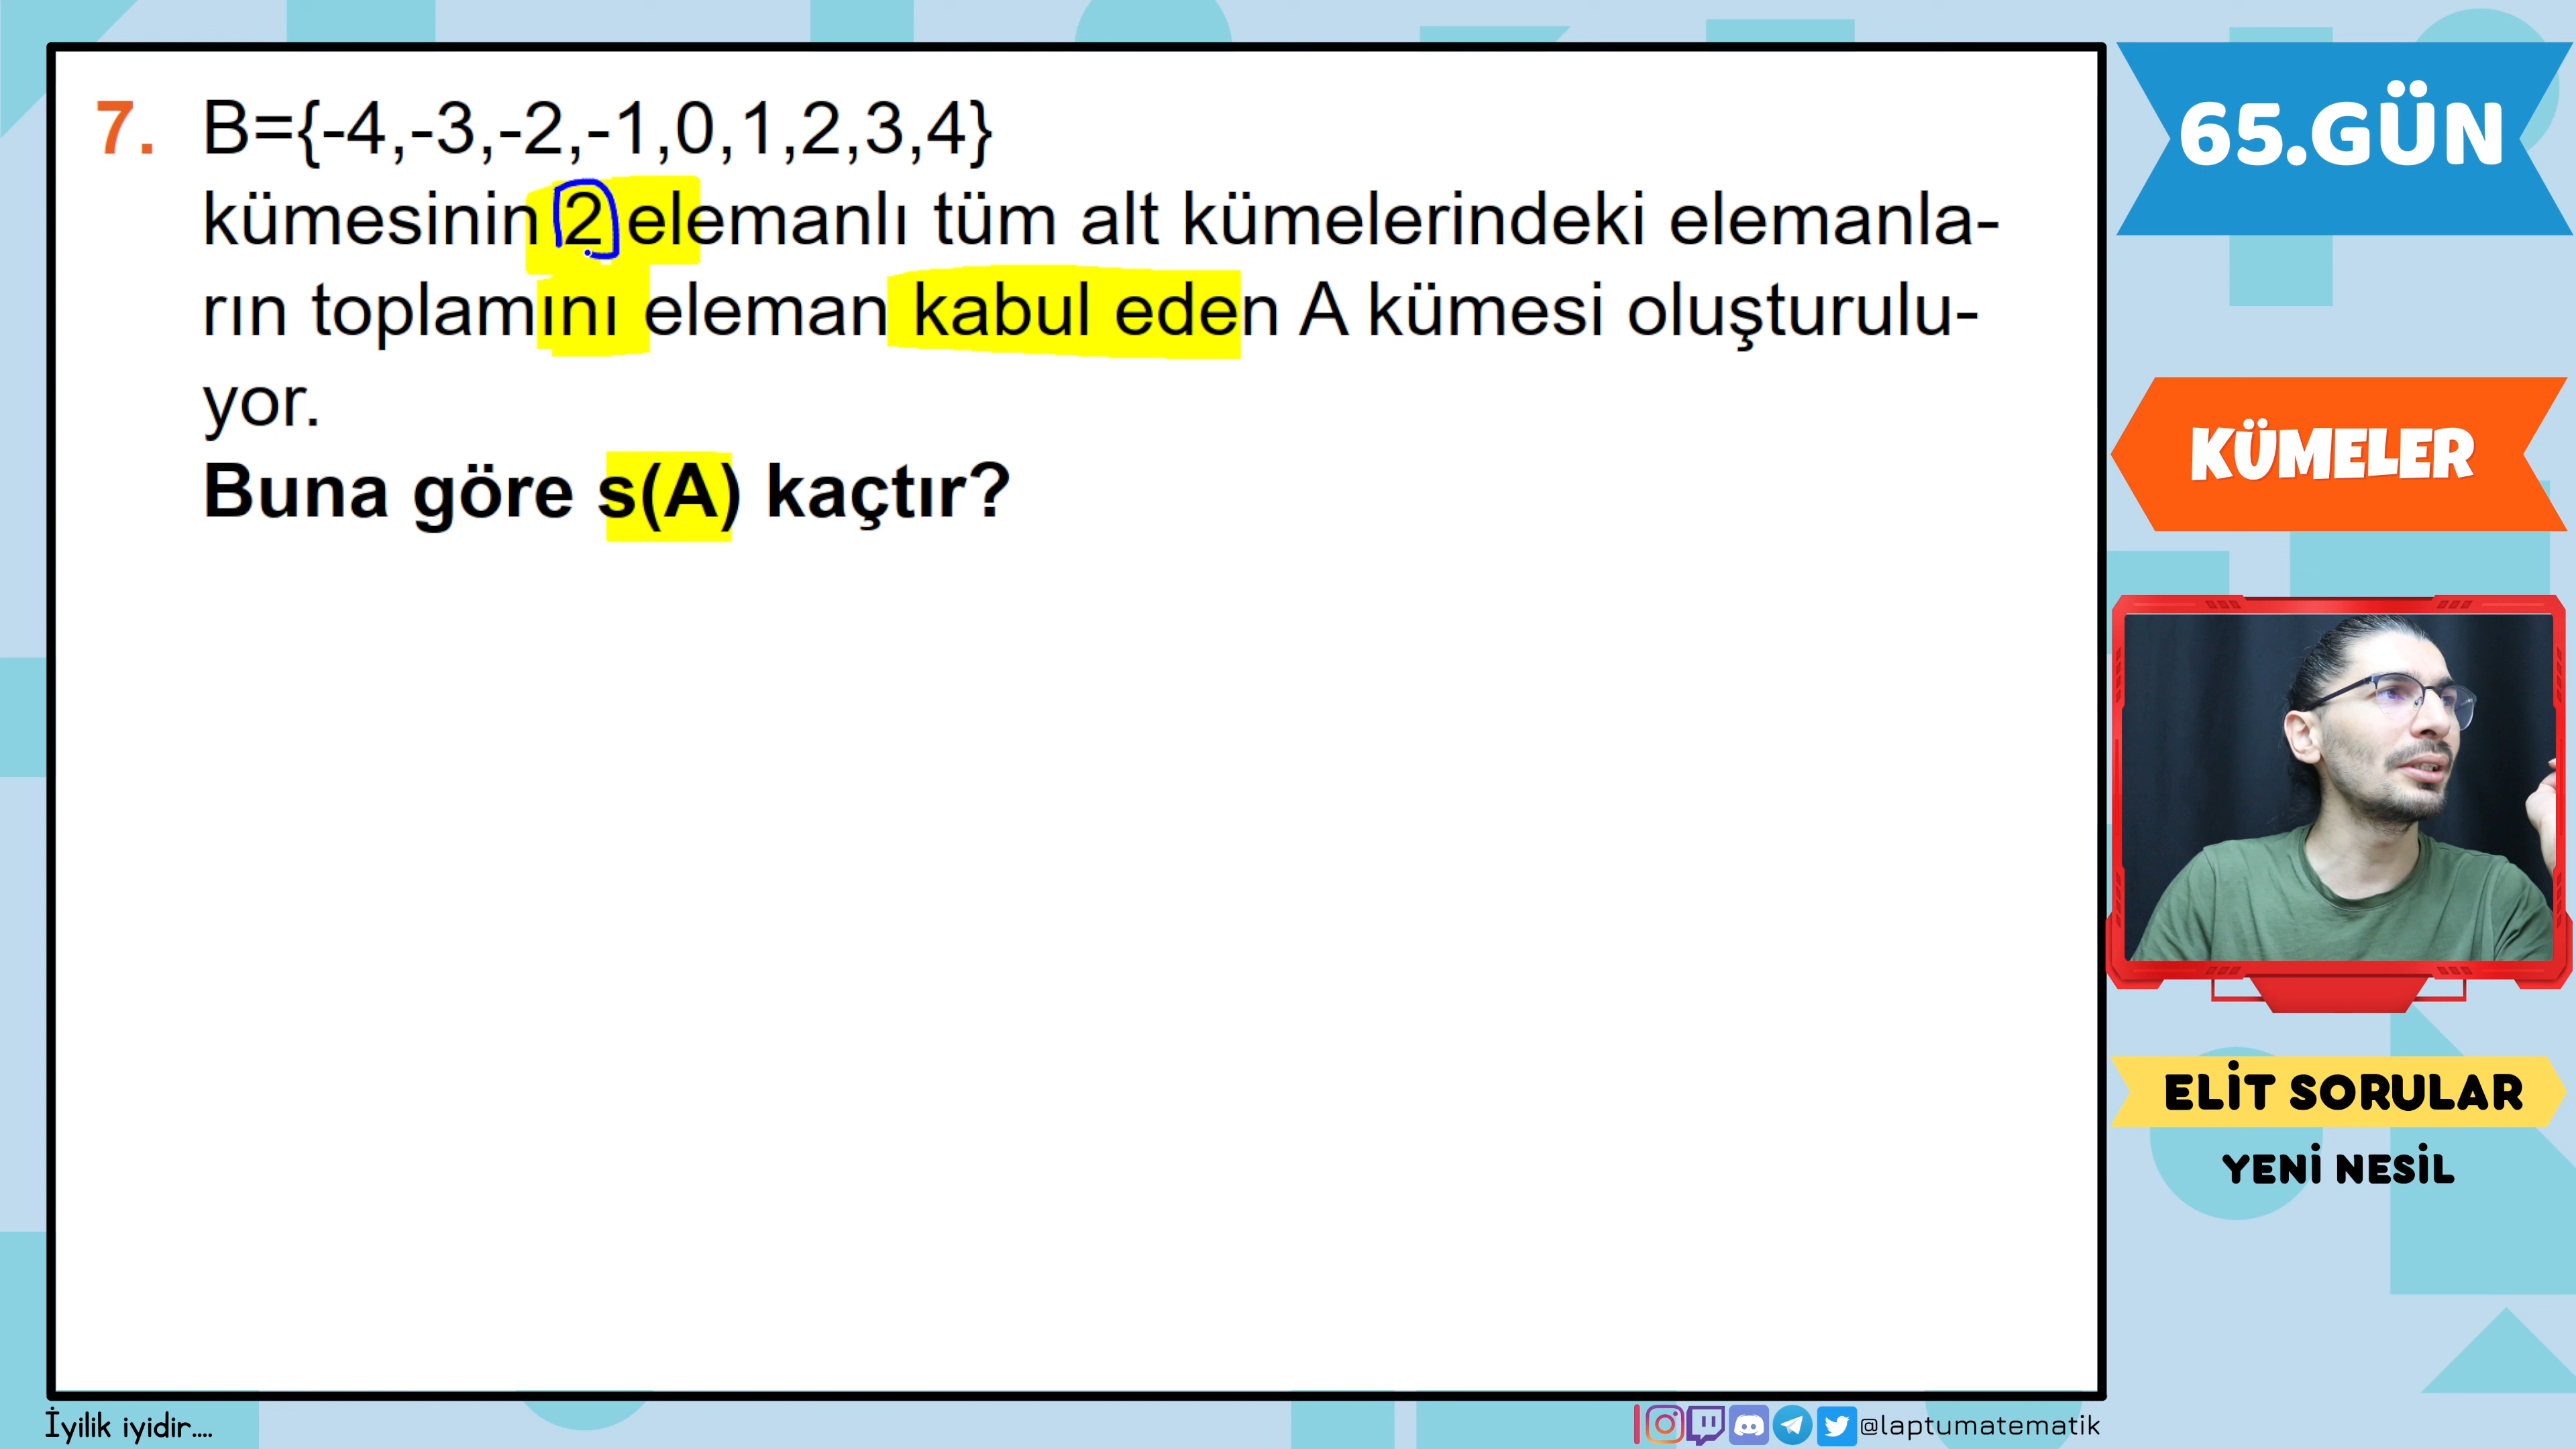 7. B={-4,-3,-2,-1,0,1,2,3,4}
kümesinin 2 elemanlı tüm alt kümelerindeki elemanla-
rın toplamını eleman kabul eden A kümesi oluşturulu-
yor.
Buna göre s(A) kaçtır?
65.GÜN
KÜMELER
ELİT SORULAR
YENİ NESİL
İyilik iyidir....
@laptumatematik